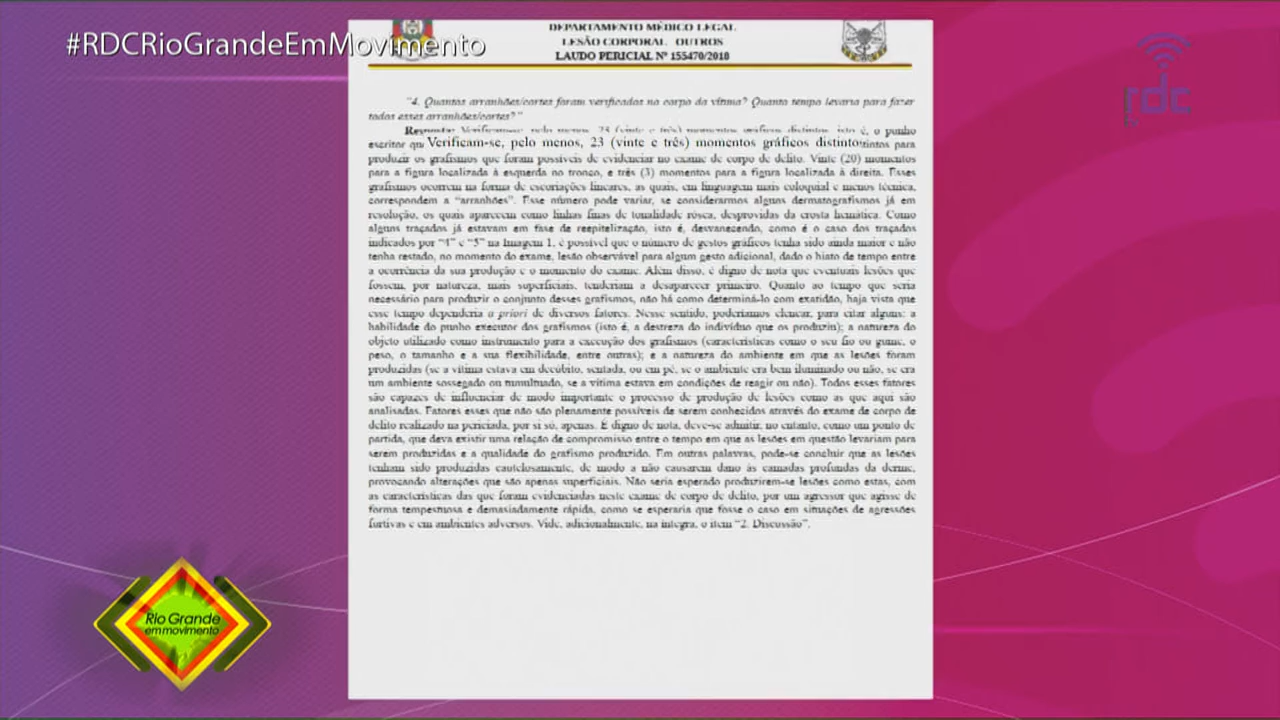 #RDCRioGrandeEmMovimento
DEPARTAMENTO MÉDICO LEGAL
LESÃO CORPORAL OUTROS
LAUDO PERICIAL Nº 155470/2018
rdc
"4. Quantos arranhões/cortes foram verificados no corpo da vítima? Quanto tempo levaria para fazer
todos esses arranhões/cortes?"
Resposta: Verificam-se, pelo menos, 23 (vinte e três) momentos gráficos distintos, isto é, o punho
escritor qu Verificam-se, pelo menos, 23 (vinte e três) momentos gráficos distintos intos para
produzir os grafismos que foram possíveis de evidenciar no exame de corpo de delito. Vinte (20) momentos
para a figura localizada à esquerda no tronco, e três (3) momentos para a figura localizada à direita. Esses
grafismos ocorrem na forma de escoriações lineares, as quais, em linguagem mais coloquial e menos técnica,
correspondem a "arranhões". Esse número pode variar, se considerarmos alguns dermatografismos já em
resolução, os quais aparecem como linhas finas de tonalidade rósea, desprovidas da crosta hemática. Como
alguns traçados já estavam em fase de reepitelização, isto é, desvanecendo, como é o caso dos traçados
indicados por "4" e "5" na Imagem 1, é possível que o número de gestos gráficos tenha sido ainda maior e não
tenha restado, no momento do exame, lesão observável para algum gesto adicional, dado o hiato de tempo entre
a ocorrência da sua produção e o momento do exame. Além disso, é digno de nota que eventuais lesões que
fossem, por natureza, mais superficiais, tenderiam a desaparecer primeiro. Quanto ao tempo que seria
necessário para produzir o conjunto desses grafismos, não há como determiná-lo com exatidão, haja vista que
esse tempo dependeria a priori de diversos fatores. Nesse sentido, poderíamos elencar, para citar alguns: a
habilidade do punho executor dos grafismos (isto é, a destreza do indivíduo que os produziu); a natureza do
objeto utilizado como instrumento para a execução dos grafismos (características como o seu fio ou gume, o
peso, o tamanho e a sua flexibilidade, entre outras); e a natureza do ambiente em que as lesões foram
produzidas (se a vítima estava em decúbito, sentada, ou em pé, se o ambiente era bem iluminado ou não, se era
um ambiente sossegado ou tumultuado, se a vítima estava em condições de reagir ou não). Todos esses fatores
são capazes de influenciar de modo importante o processo de produção de lesões como as que aqui são
analisadas. Fatores esses que não são plenamente possíveis de serem conhecidos através do exame de corpo de
delito realizado na periciada, por si só, apenas. É digno de nota, deve-se admitir, no entanto, como um ponto de
partida, que deva existir uma relação de compromisso entre o tempo em que as lesões em questão levariam para
serem produzidas e a qualidade do grafismo produzido. Em outras palavras, pode-se concluir que as lesões
tenham sido produzidas cautelosamente, de modo a não causarem dano às camadas profundas da derme,
provocando alterações que são apenas superficiais. Não seria esperado produzirem-se lesões como estas, com
as características das que foram evidenciadas neste exame de corpo de delito, por um agressor que agisse de
forma tempestuosa e demasiadamente rápida, como se esperaria que fosse o caso em situações de agressões
furtivas e em ambientes adversos. Vide, adicionalmente, na íntegra, o item "2. Discussão".
Rio Grande
em movimento